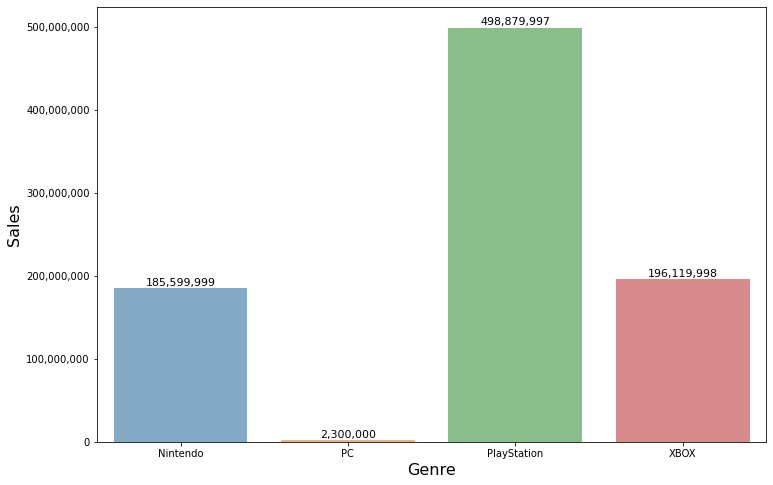 498,879,997
500,000,000
400,000,000
300,000,000
196,119,998
200,000,000
185,599,999
100,000,000
2,300,000
0
Sales
Nintendo
PC
PlayStation
XBOX
Genre